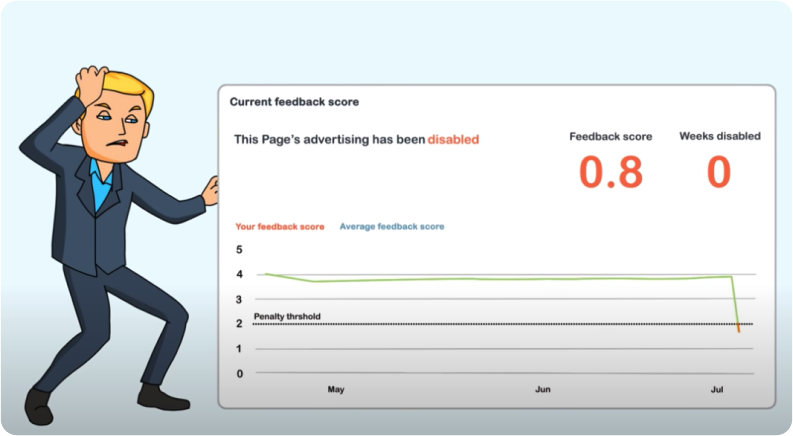 Current feedback score
This Page's advertising has been disabled
Feedback score
Weeks disabled
0.8
0
Your feedback score
Average feedback score
5
4
3
Penalty thrshold
2
1
0
May
Jun
Jul